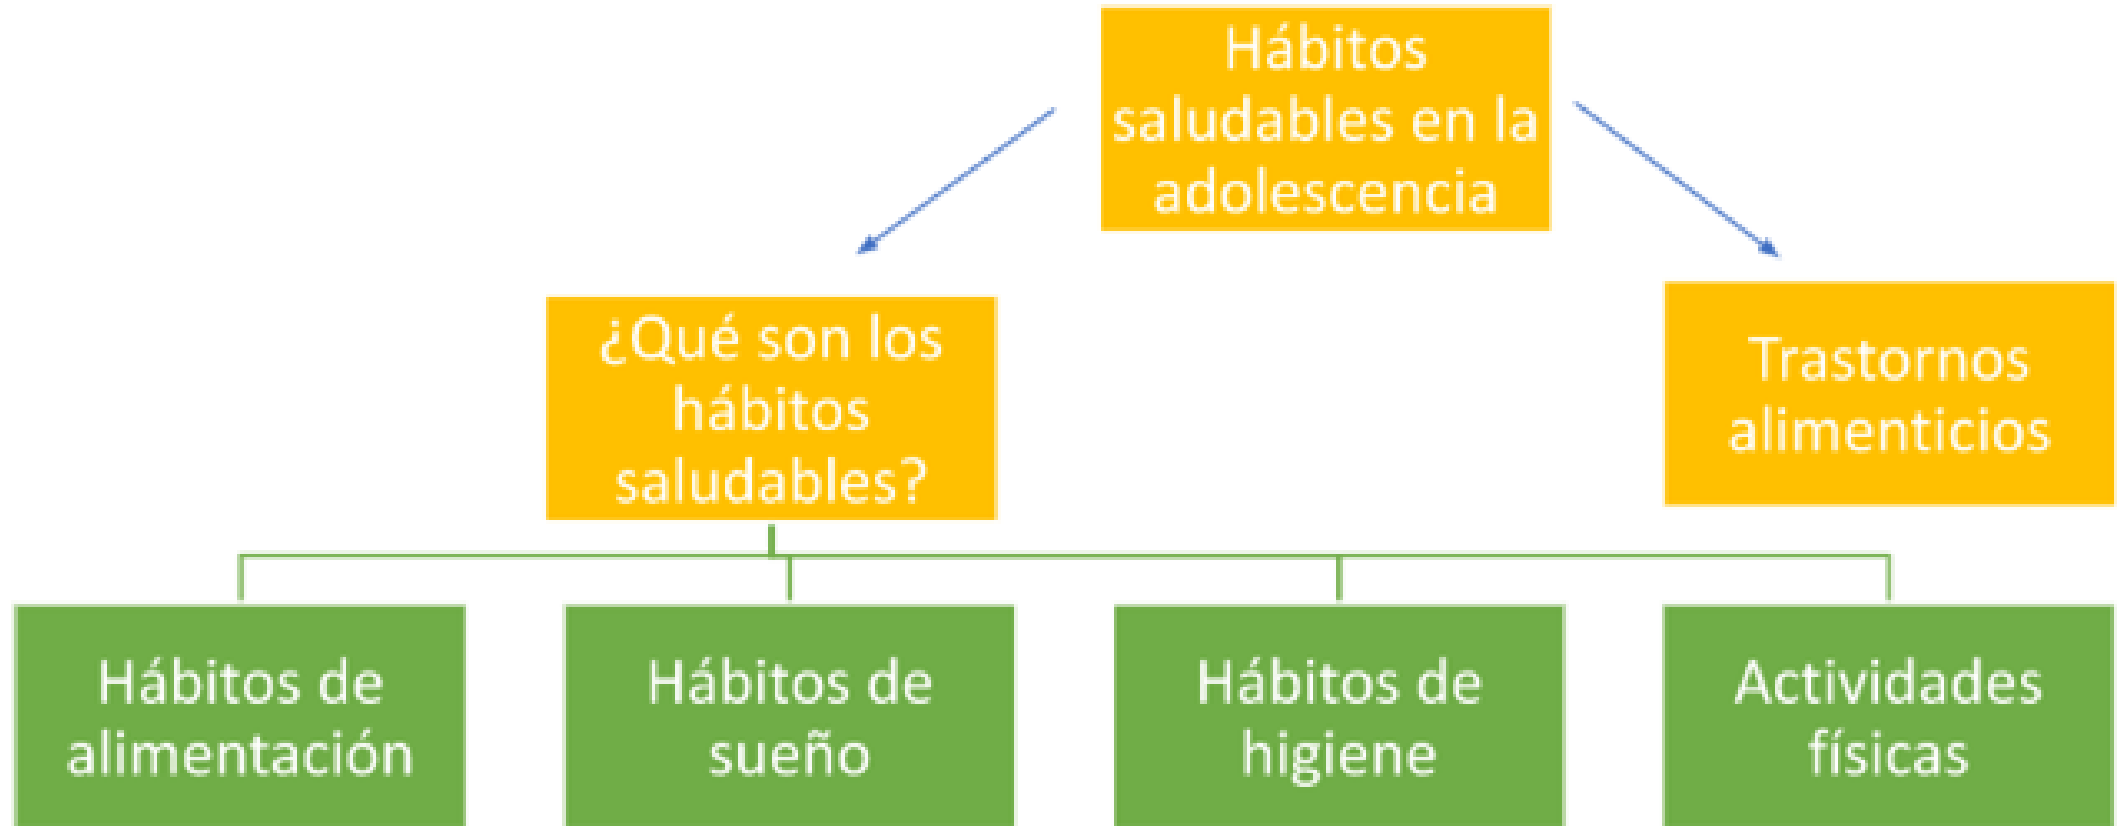 Hábitos
saludables en la
adolescencia
¿Qué son los
hábitos
saludables?
Trastornos
alimenticios
Hábitos de
alimentación
Hábitos de
sueño
Hábitos de
higiene
Actividades
físicas